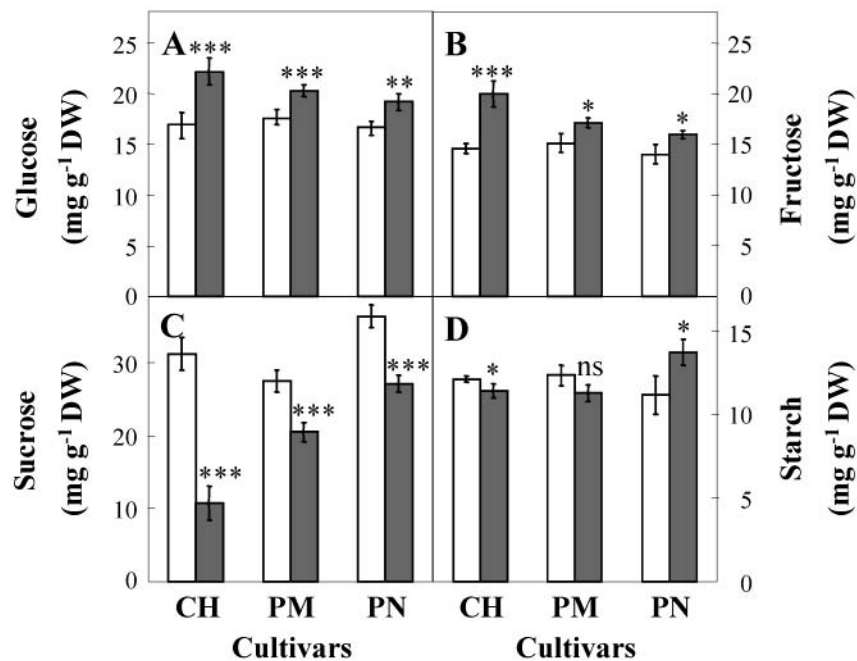 A
B
Glucose
(mg g⁻¹ DW)
25
20
15
10
5
0
***
***
**
***
*
*
25
20
15
10
5
0
Fructose
(mg g⁻¹ DW)
C
D
Sucrose
(mg g⁻¹ DW)
30
20
10
0
***
***
***
*
ns
*
15
10
5
0
Starch
(mg g⁻¹ DW)
CH PM PN CH PM PN
Cultivars Cultivars